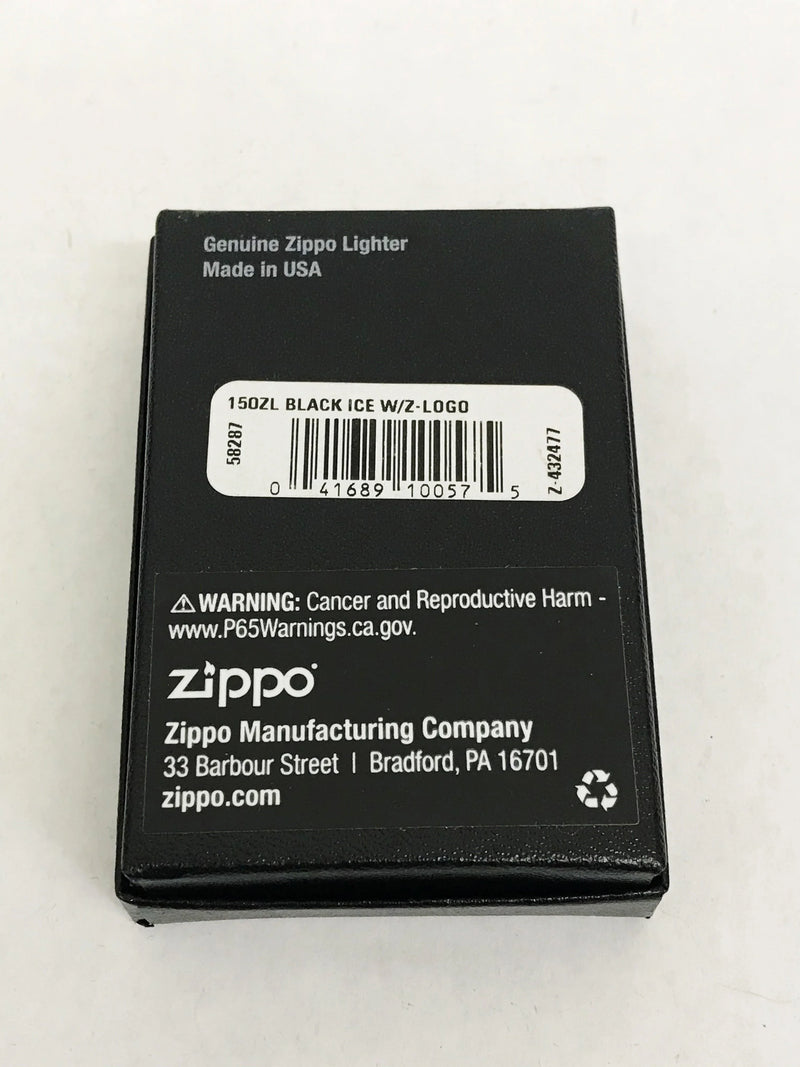 Genuine Zippo Lighter
Made in USA
150ZL BLACK ICE W/Z-LOGO
58287
Z-432477
0 41689 10057 5
⚠ WARNING: Cancer and Reproductive Harm -
www.P65Warnings.ca.gov.
zippo
Zippo Manufacturing Company
33 Barbour Street | Bradford, PA 16701
zippo.com